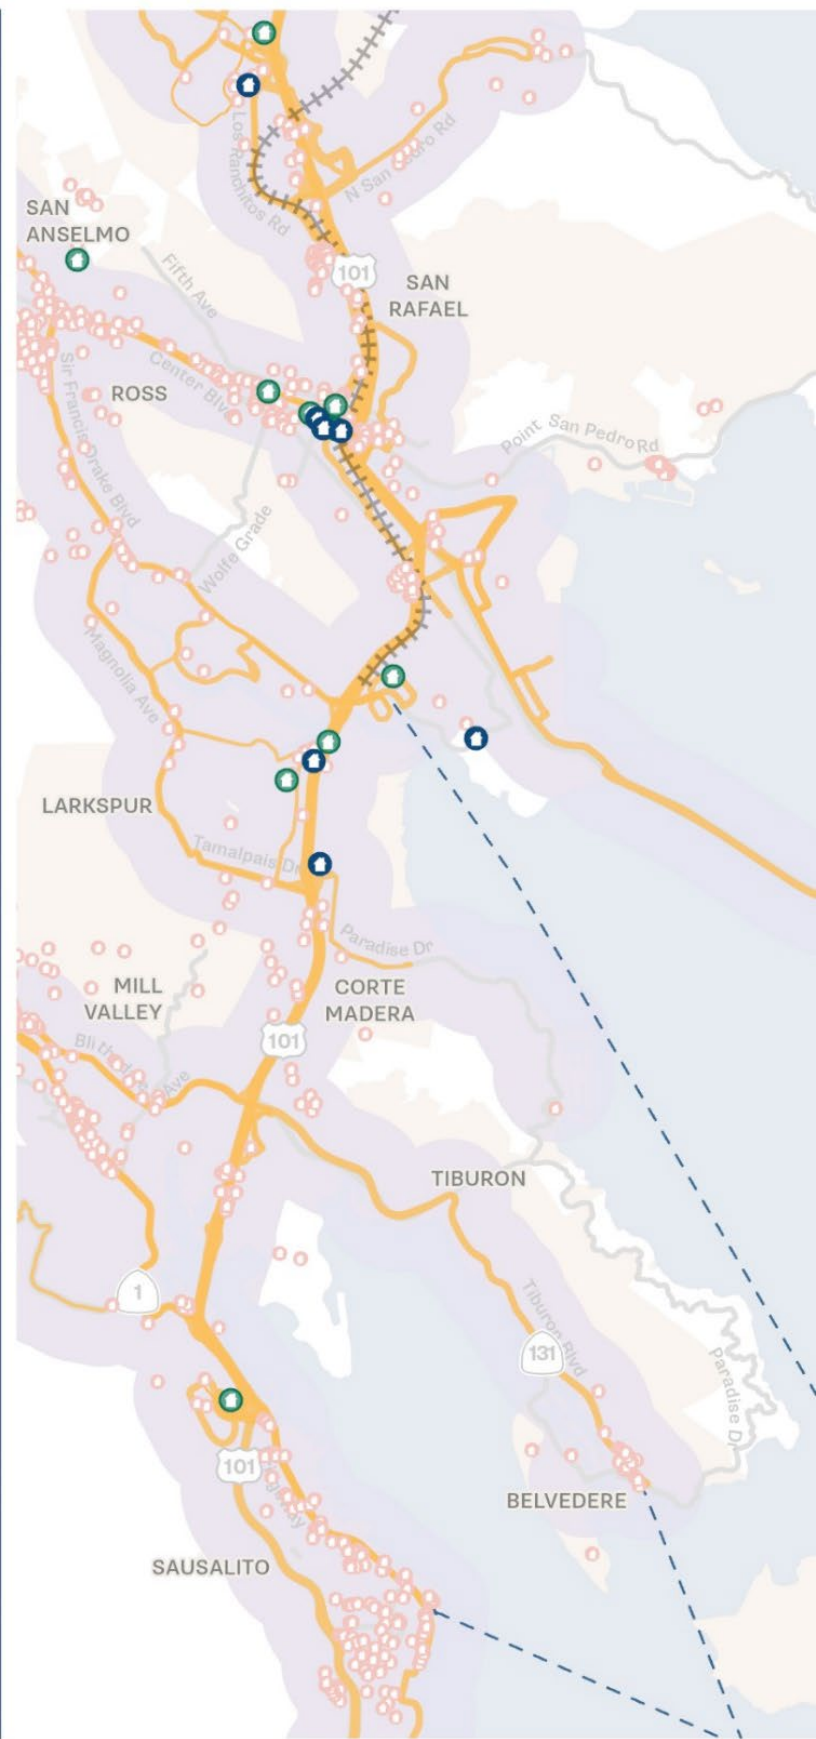 Los Ranchitos Rd
N San Pedro Rd
SAN
ANSELMO
Fifth Ave
101
SAN
RAFAEL
Center Blvd
ROSS
Sir Francis Drake Blvd
Point San Pedro Rd
Wolfe Grade
Magnolia Ave
LARKSPUR
Tamalpais Dr
Paradise Dr
MILL
VALLEY
CORTE
MADERA
101
Ave
TIBURON
1
Tiburon Blvd
131
Paradise Dr
101
BELVEDERE
SAUSALITO